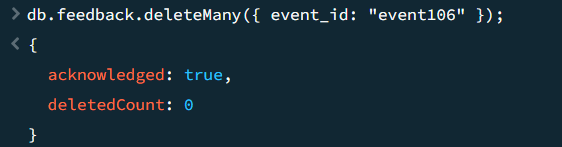 > db.feedback.deleteMany({ event_id: "event106" });
< {
acknowledged: true,
deletedCount: 0
}